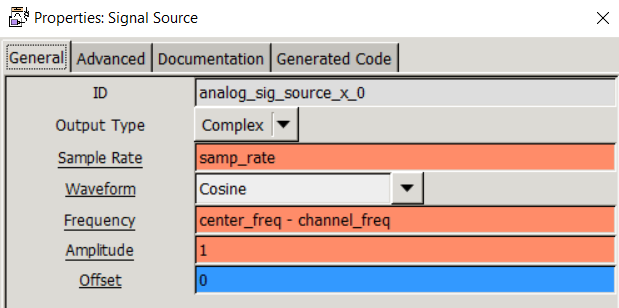 Properties: Signal Source
General Advanced Documentation Generated Code
ID analog_sig_source_x_0
Output Type Complex
Sample Rate samp_rate
Waveform Cosine
Frequency center_freq - channel_freq
Amplitude 1
Offset 0